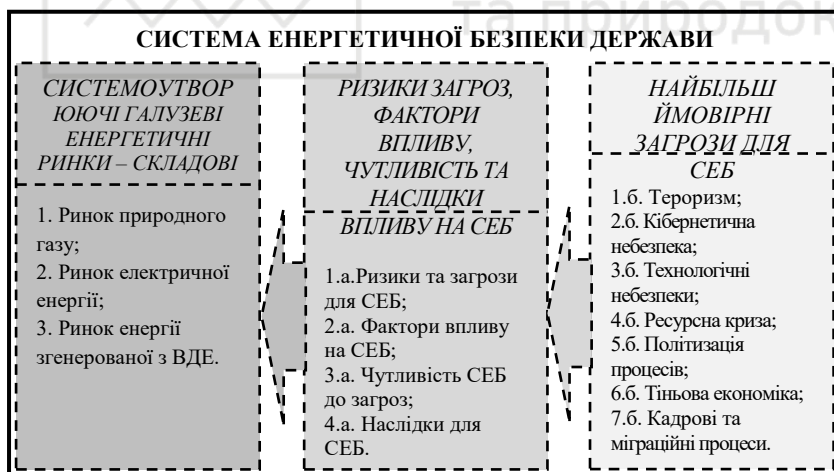 та природок
СИСТЕМА ЕНЕРГЕТИЧНОЇ БЕЗПЕКИ ДЕРЖАВИ
СИСТЕМОУТВОР
ЮЮЧІ ГАЛУЗЕВІ
ЕНЕРГЕТИЧНІ
РИНКИ – СКЛАДОВІ
1. Ринок природного
газу;
2. Ринок електричної
енергії;
3. Ринок енергії
згенерованої з ВДЕ.
РИЗИКИ ЗАГРОЗ,
ФАКТОРИ
ВПЛИВУ,
ЧУТЛИВІСТЬ ТА
НАСЛІДКИ
ВПЛИВУ НА СЕБ
1.а.Ризики та загрози
для СЕБ;
2.а. Фактори впливу
на СЕБ;
3.а. Чутливість СЕБ
до загроз;
4.а. Наслідки для
СЕБ.
НАЙБІЛЬШ
ЙМОВІРНІ
ЗАГРОЗИ ДЛЯ
СЕБ
1.б. Тероризм;
2.б. Кібернетична
небезпека;
3.б. Технологічні
небезпеки;
4.б. Ресурсна криза;
5.б. Політизація
процесів;
6.б. Тіньова економіка;
7.б. Кадрові та
міграційні процеси.